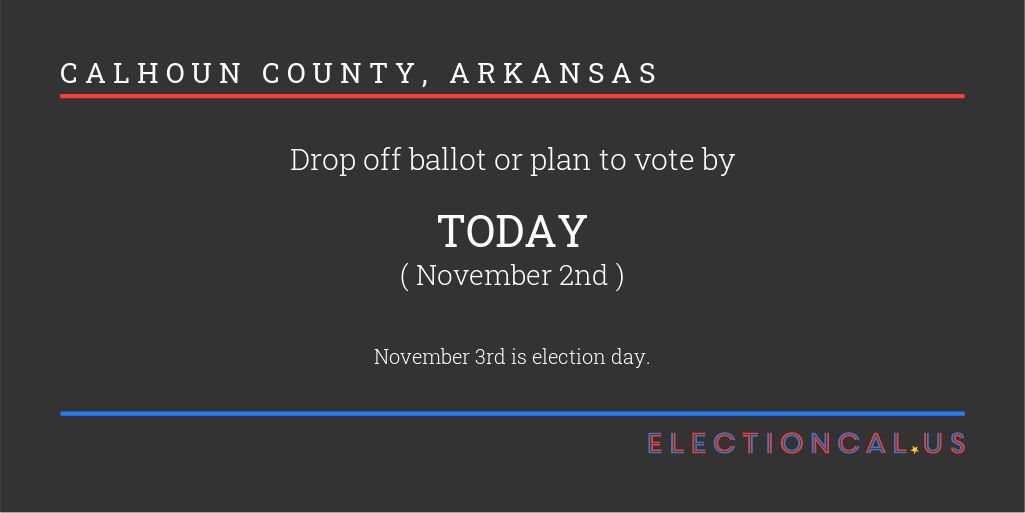 CALHOUN COUNTY, ARKANSAS
Drop off ballot or plan to vote by
TODAY
( November 2nd )
November 3rd is election day.
ELECTIONCAL.US